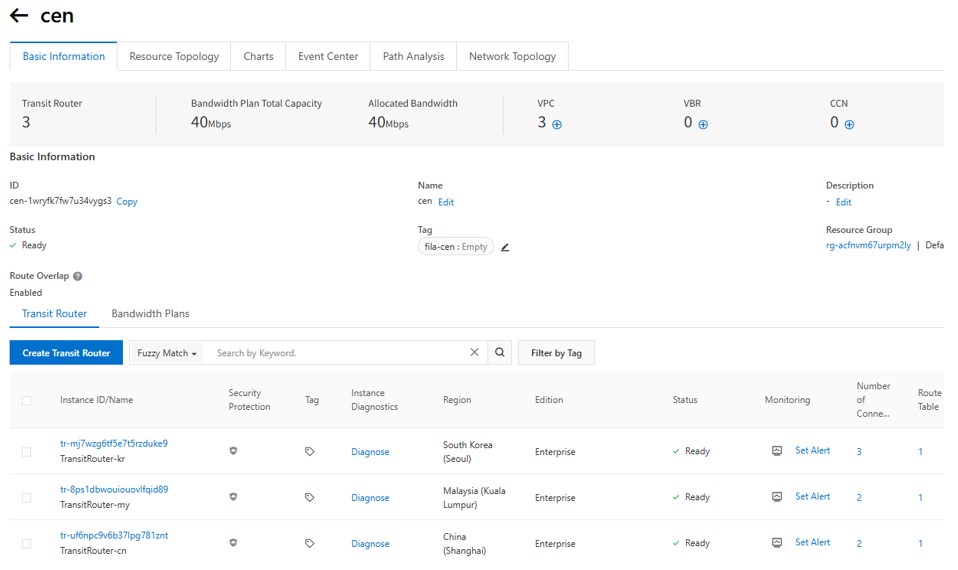 cen
Basic Information Resource Topology Charts Event Center Path Analysis Network Topology
Transit Router Bandwidth Plan Total Capacity Allocated Bandwidth VPC VBR CCN
3 40Mbps 40Mbps 3 0 0
Basic Information
ID Name Description
cen-1wryfk7fw7u34vygs3 Copy cen Edit - Edit
Status Tag Resource Group
Ready fila-cen : Empty rg-acfnvm67urpm2ly | Defa
Route Overlap ?
Enabled
Transit Router Bandwidth Plans
Create Transit Router Fuzzy Match Search by Keyword. Filter by Tag
Instance ID/Name Security Protection Tag Instance Diagnostics Region Edition Status Monitoring Number of Conne... Route Table
tr-mj7wzg6tf5e7t5rzduke9 Diagnose South Korea (Seoul) Enterprise Ready Set Alert 3 1
TransitRouter-kr
tr-8ps1dbwouiouovlfqid89 Diagnose Malaysia (Kuala Lumpur) Enterprise Ready Set Alert 2 1
TransitRouter-my
tr-uf6npc9v6b37lpg781znt Diagnose China (Shanghai) Enterprise Ready Set Alert 2 1
TransitRouter-cn